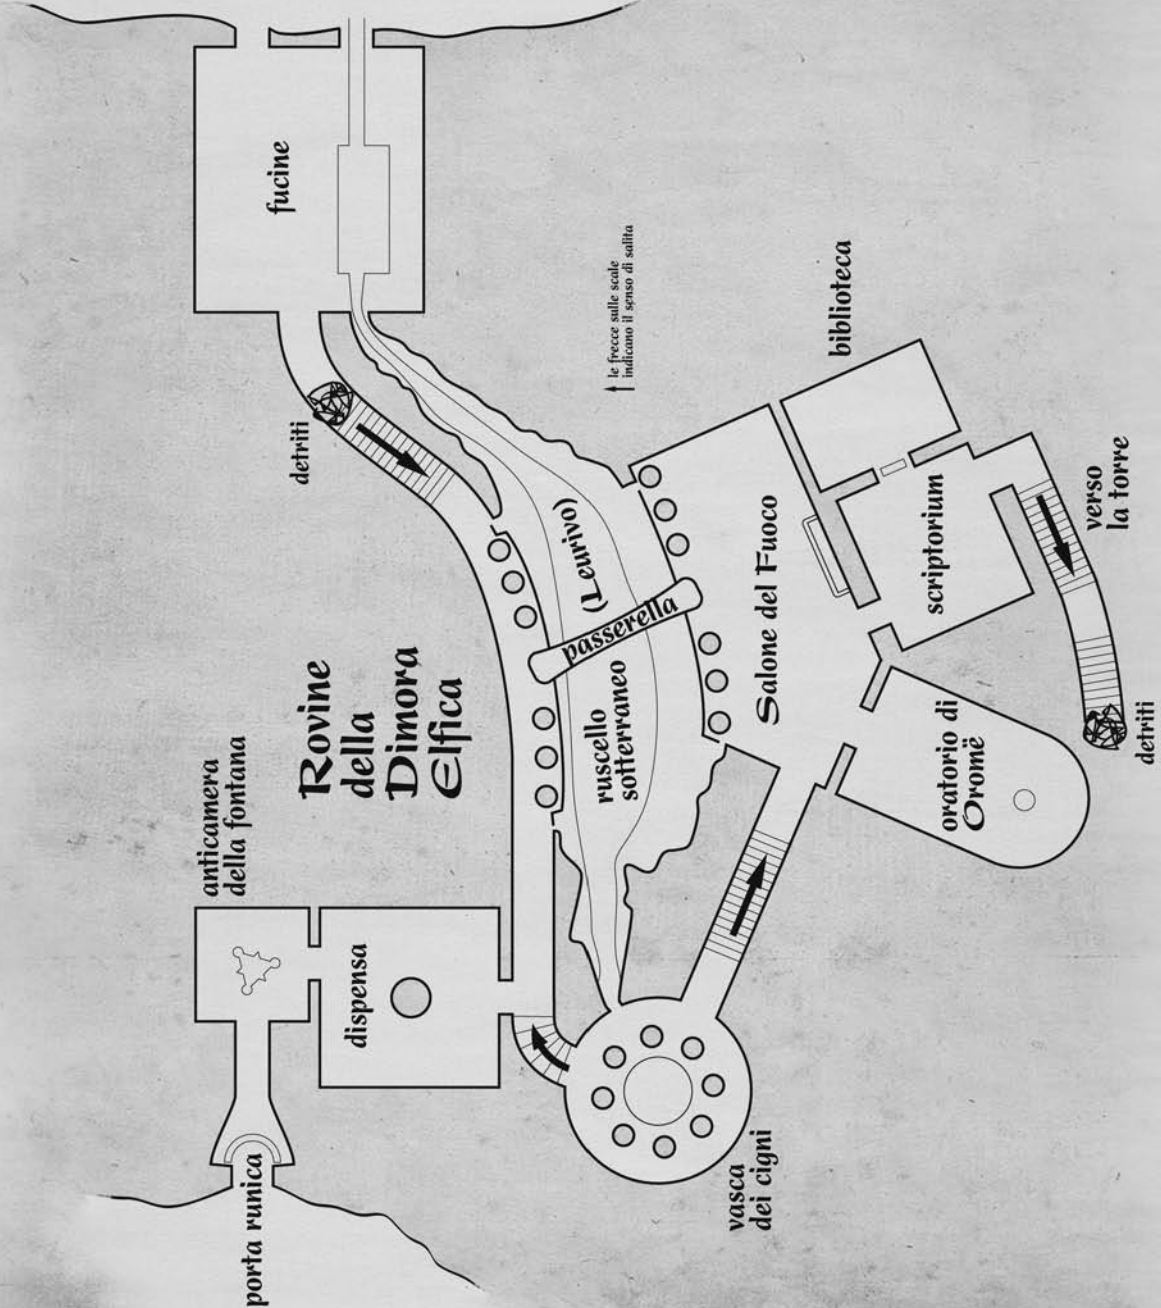 Rovine
della
Dimora
Elfica
porta runica
anticamera
della fontana
dispensa
vasca
dei cigni
ruscello
sotterraneo
(Lenrivo)
passerella
detriti
fucine
le frecce sulle scale
indicano il senso di salita
Salone del Fuoco
biblioteca
scriptorium
oratorio di
Oromë
verso
la torre
detriti